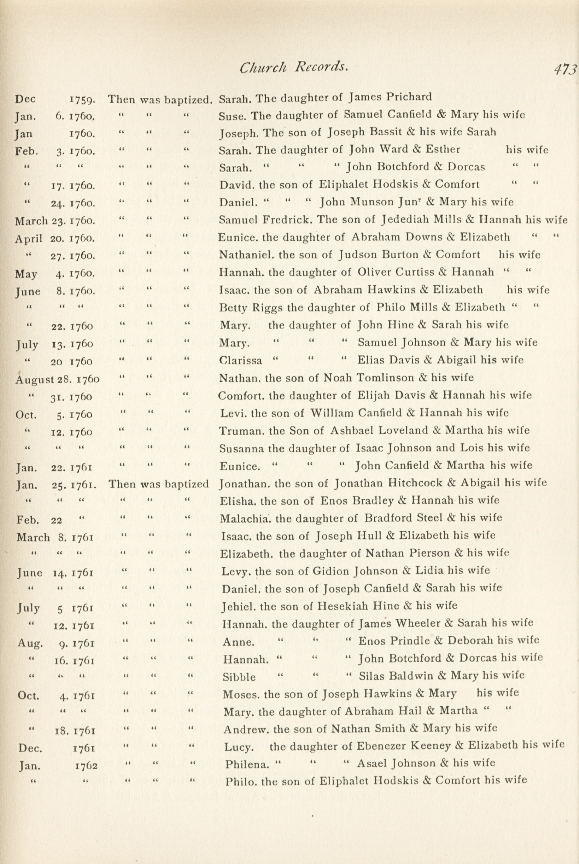 Church Records. 473
Dec 1759. Then was baptized. Sarah. The daughter of James Prichard
Jan. 6. 1760. “ “ “ Suse. The daughter of Samuel Canfield & Mary his wife
Jan 1760. “ “ “ Joseph. The son of Joseph Bassit & his wife Sarah
Feb. 3. 1760. “ “ “ Sarah. The daughter of John Ward & Esther his wife
“ “ “ “ “ “ Sarah. “ “ “ John Botchford & Dorcas “ “
“ 17. 1760. “ “ “ David. the son of Eliphalet Hodskis & Comfort “ “
“ 24. 1760. “ “ “ Daniel. “ “ “ John Munson Junr & Mary his wife
March 23. 1760. “ “ “ Samuel Fredrick. The son of Jedediah Mills & Hannah his wife
April 20. 1760. “ “ “ Eunice. the daughter of Abraham Downs & Elizabeth “ “
“ 27. 1760. “ “ “ Nathaniel. the son of Judson Burton & Comfort his wife
May 4. 1760. “ “ “ Hannah. the daughter of Oliver Curtiss & Hannah “ “
June 8. 1760. “ “ “ Isaac. the son of Abraham Hawkins & Elizabeth his wife
“ “ “ “ “ “ Betty Riggs the daughter of Philo Mills & Elizabeth “ “
“ 22. 1760 “ “ “ Mary. the daughter of John Hine & Sarah his wife
July 13. 1760 “ “ “ Mary. “ “ “ Samuel Johnson & Mary his wife
“ 20 1760 “ “ “ Clarissa “ “ “ Elias Davis & Abigail his wife
August 28. 1760 “ “ “ Nathan. the son of Noah Tomlinson & his wife
“ 31. 1760 “ “ “ Comfort. the daughter of Elijah Davis & Hannah his wife
Oct. 5. 1760 “ “ “ Levi. the son of William Canfield & Hannah his wife
“ 12. 1760 “ “ “ Truman. the Son of Ashbael Loveland & Martha his wife
“ “ “ “ “ “ Susanna the daughter of Isaac Johnson and Lois his wife
Jan. 22. 1761 “ “ “ Eunice. “ “ “ John Canfield & Martha his wife
Jan. 25. 1761. Then was baptized Jonathan. the son of Jonathan Hitchcock & Abigail his wife
“ “ “ “ “ “ Elisha. the son of Enos Bradley & Hannah his wife
Feb. 22 “ “ “ “ Malachia. the daughter of Bradford Steel & his wife
March 8. 1761 “ “ “ Isaac. the son of Joseph Hull & Elizabeth his wife
“ “ “ “ “ “ Elizabeth. the daughter of Nathan Pierson & his wife
June 14. 1761 “ “ “ Levy. the son of Gidion Johnson & Lidia his wife
“ “ “ “ “ “ Daniel. the son of Joseph Canfield & Sarah his wife
July 5 1761 “ “ “ Jehiel. the son of Hesekiah Hine & his wife
“ 12. 1761 “ “ “ Hannah. the daughter of James Wheeler & Sarah his wife
Aug. 9. 1761 “ “ “ Anne. “ “ “ Enos Prindle & Deborah his wife
“ 16. 1761 “ “ “ Hannah. “ “ “ John Botchford & Dorcas his wife
“ “ “ “ “ “ Sibble “ “ “ Silas Baldwin & Mary his wife
Oct. 4. 1761 “ “ “ Moses. the son of Joseph Hawkins & Mary his wife
“ “ “ “ “ “ Mary. the daughter of Abraham Hail & Martha “ “
“ 18. 1761 “ “ “ Andrew. the son of Nathan Smith & Mary his wife
Dec. 1761 “ “ “ Lucy. the daughter of Ebenezer Keeney & Elizabeth his wife
Jan. 1762 “ “ “ Philena. “ “ “ Asael Johnson & his wife
“ “ “ “ “ Philo. the son of Eliphalet Hodskis & Comfort his wife